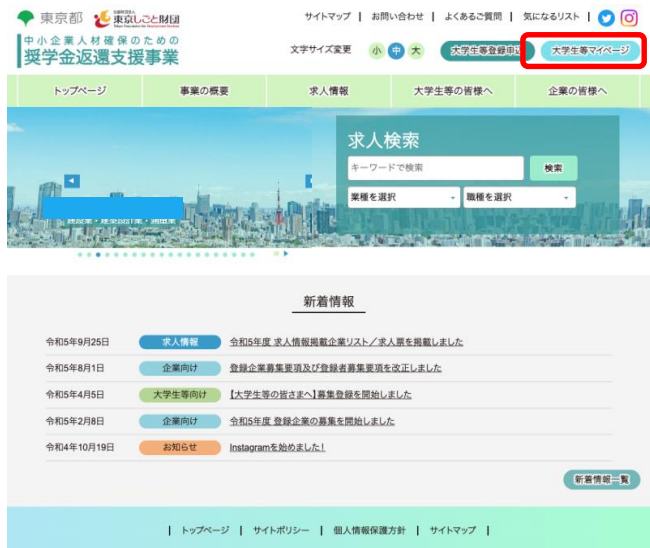 東京都 東京しごと財団
サイトマップ | お問い合わせ | よくあるご質問 | 気になるリスト |
中小企業人材確保のための
奨学金返還支援事業
文字サイズ変更 小 中 大 大学生等登録申込 大学生等マイページ
トップページ 事業の概要 求人情報 大学生等の皆様へ 企業の皆様へ
求人検索
キーワードで検索 検索
業種を選択 職種を選択
新着情報
令和5年9月25日 求人情報 令和5年度 求人情報掲載企業リスト／求人票を掲載しました
令和5年8月1日 企業向け 登録企業募集要項及び登録者募集要項を改正しました
令和5年4月5日 大学生等向け 【大学生等の皆さまへ】募集登録を開始しました
令和5年2月8日 企業向け 令和5年度 登録企業の募集を開始しました
令和4年10月19日 お知らせ Instagramを始めました！
新着情報一覧
| トップページ | サイトポリシー | 個人情報保護方針 | サイトマップ |